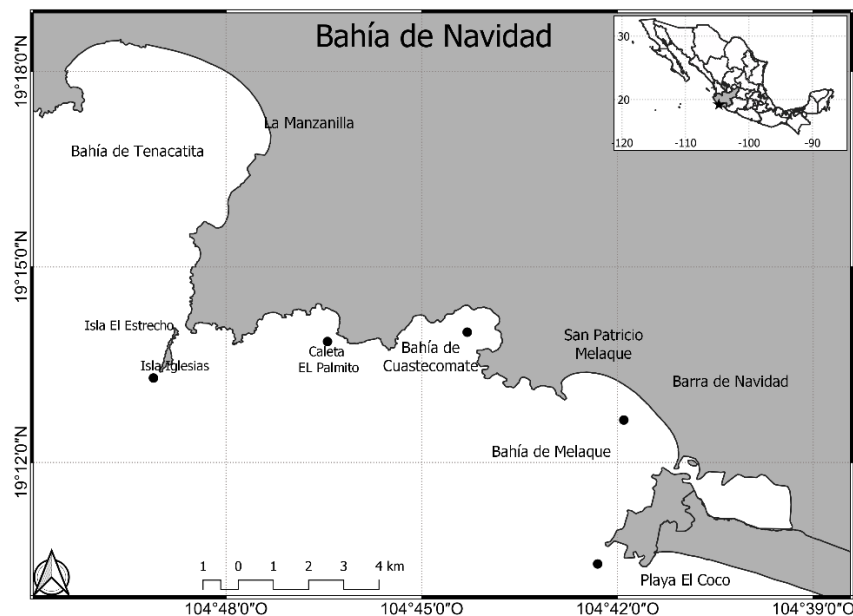 Bahía de Navidad
30
20
-120
-110
-100
-90
19°18'0"N
19°15'0"N
19°12'0"N
La Manzanilla
Bahía de Tenacatita
Isla El Estrecho
Isla Iglesias
Caleta
EL Palmito
Bahía de
Cuastecomate
San Patricio
Melaque
Barra de Navidad
Bahía de Melaque
Playa El Coco
1 0 1 2 3 4 km
104°48'0"O
104°45'0"O
104°42'0"O
104°39'0"O